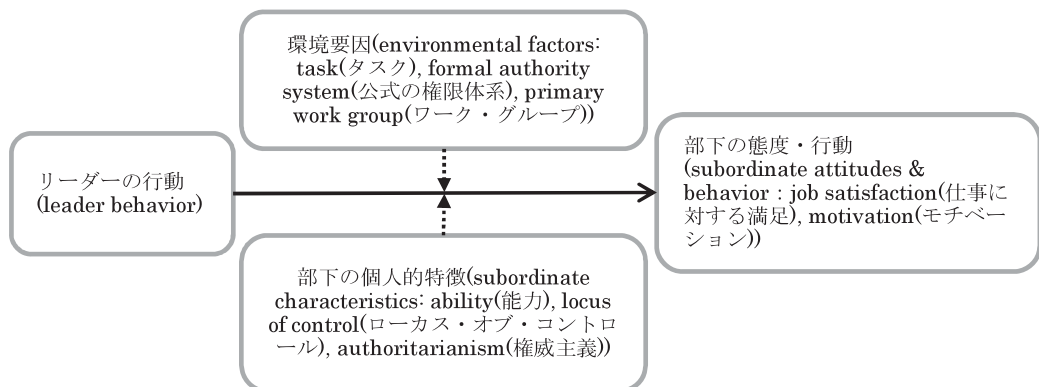 環境要因(environmental factors:
task(タスク), formal authority
system(公式の権限体系), primary
work group(ワーク・グループ))
リーダーの行動
(leader behavior)
部下の態度・行動
(subordinate attitudes &
behavior：job satisfaction(仕事に
対する満足), motivation(モチベー
ション))
部下の個人的特徴(subordinate
characteristics: ability(能力), locus
of control(ローカス・オブ・コントロ
ール), authoritarianism(権威主義))